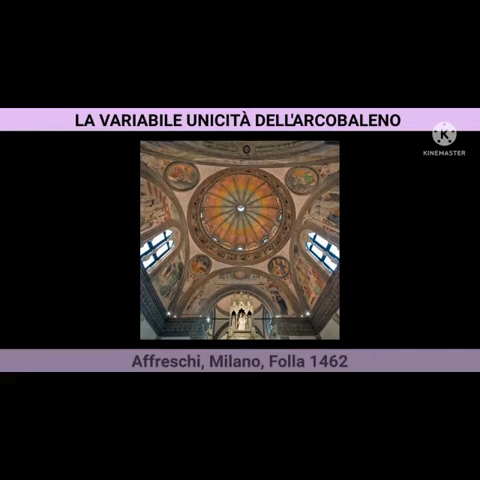 LA VARIABILE UNICITÀ DELL'ARCOBALENO
K
KINEMASTER
Affreschi, Milano, Folla 1462